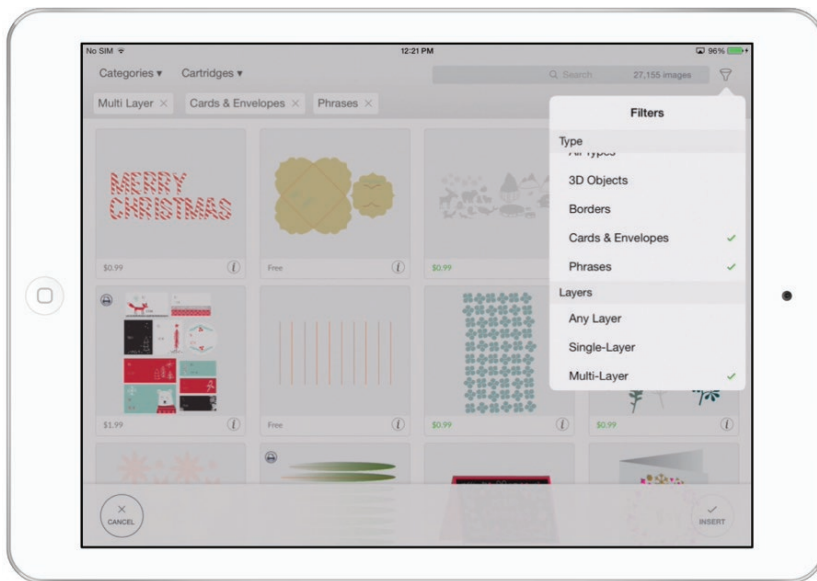 No SIM 12:21 PM 96%
Categories ▾ Cartridges ▾ Search 27,155 images
Multi Layer × Cards & Envelopes × Phrases ×
Filters
Type
All Types
3D Objects
Borders
Cards & Envelopes ✓
Phrases ✓
Layers
Any Layer
Single-Layer
Multi-Layer ✓
MERRY
CHRISTMAS
$0.99 Free $0.99
$1.99 Free $0.99 $0.99
CANCEL INSERT